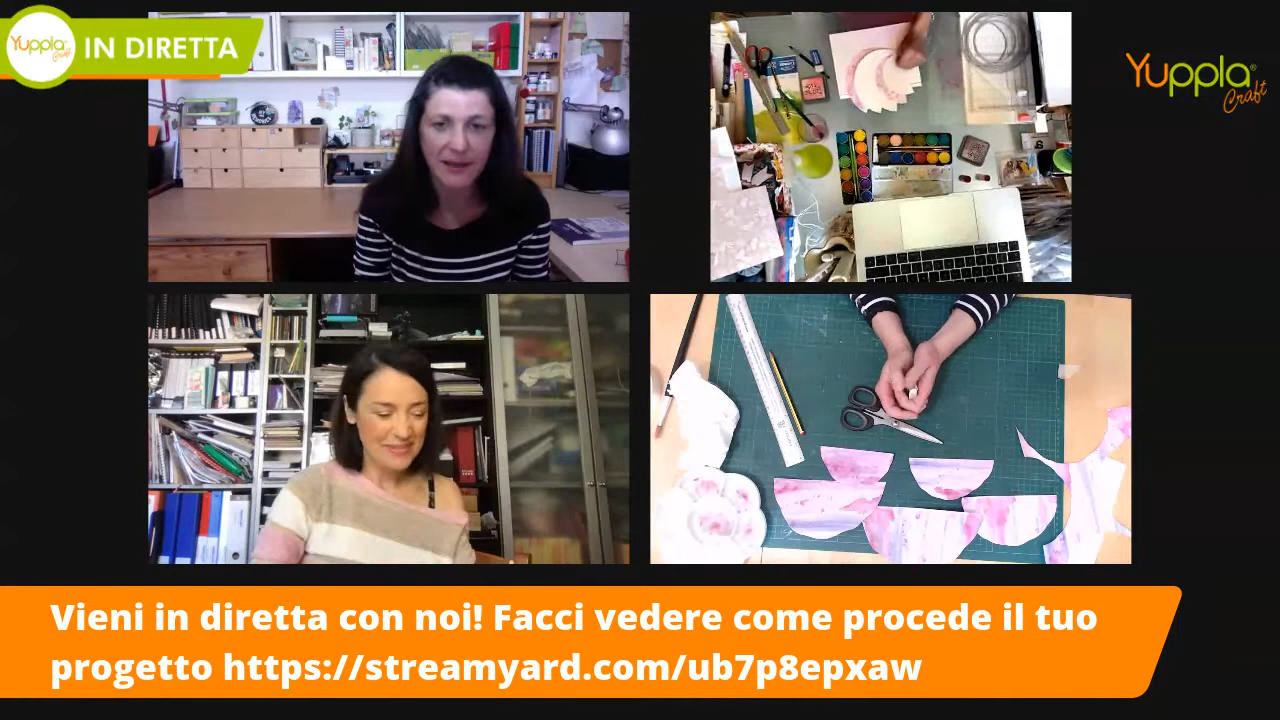 Yuppla Craft
IN DIRETTA
Yuppla® Craft
Vieni in diretta con noi! Facci vedere come procede il tuo
progetto https://streamyard.com/ub7p8epxaw